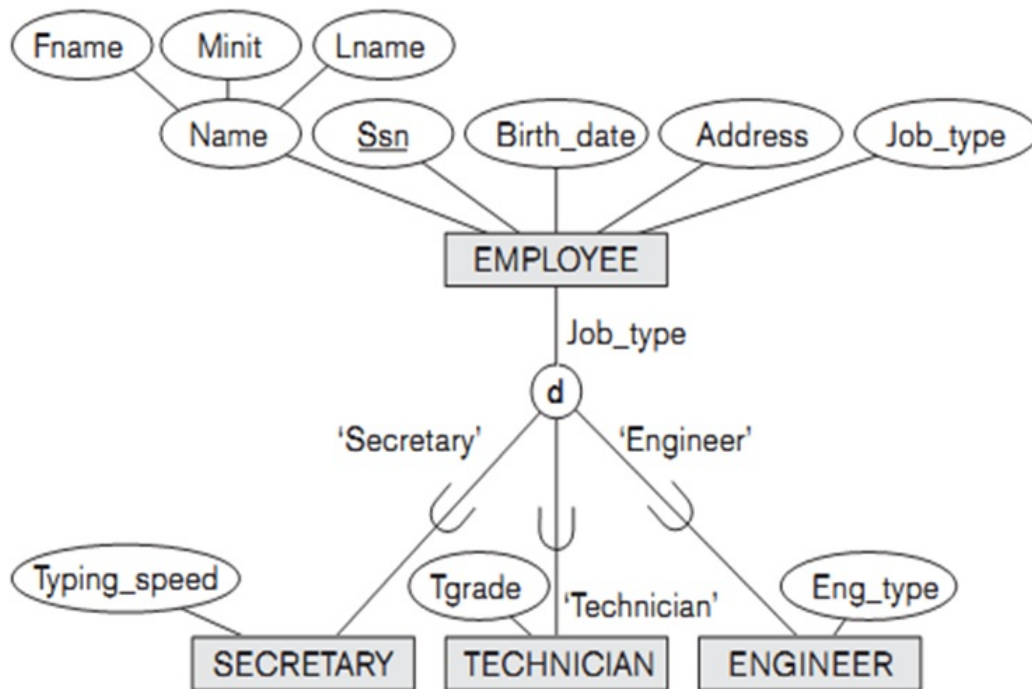 Fname Minit Lname
Name Ssn Birth_date Address Job_type
EMPLOYEE
Job_type
d
‘Secretary’ ‘Engineer’
Typing_speed Tgrade ‘Technician’ Eng_type
SECRETARY TECHNICIAN ENGINEER